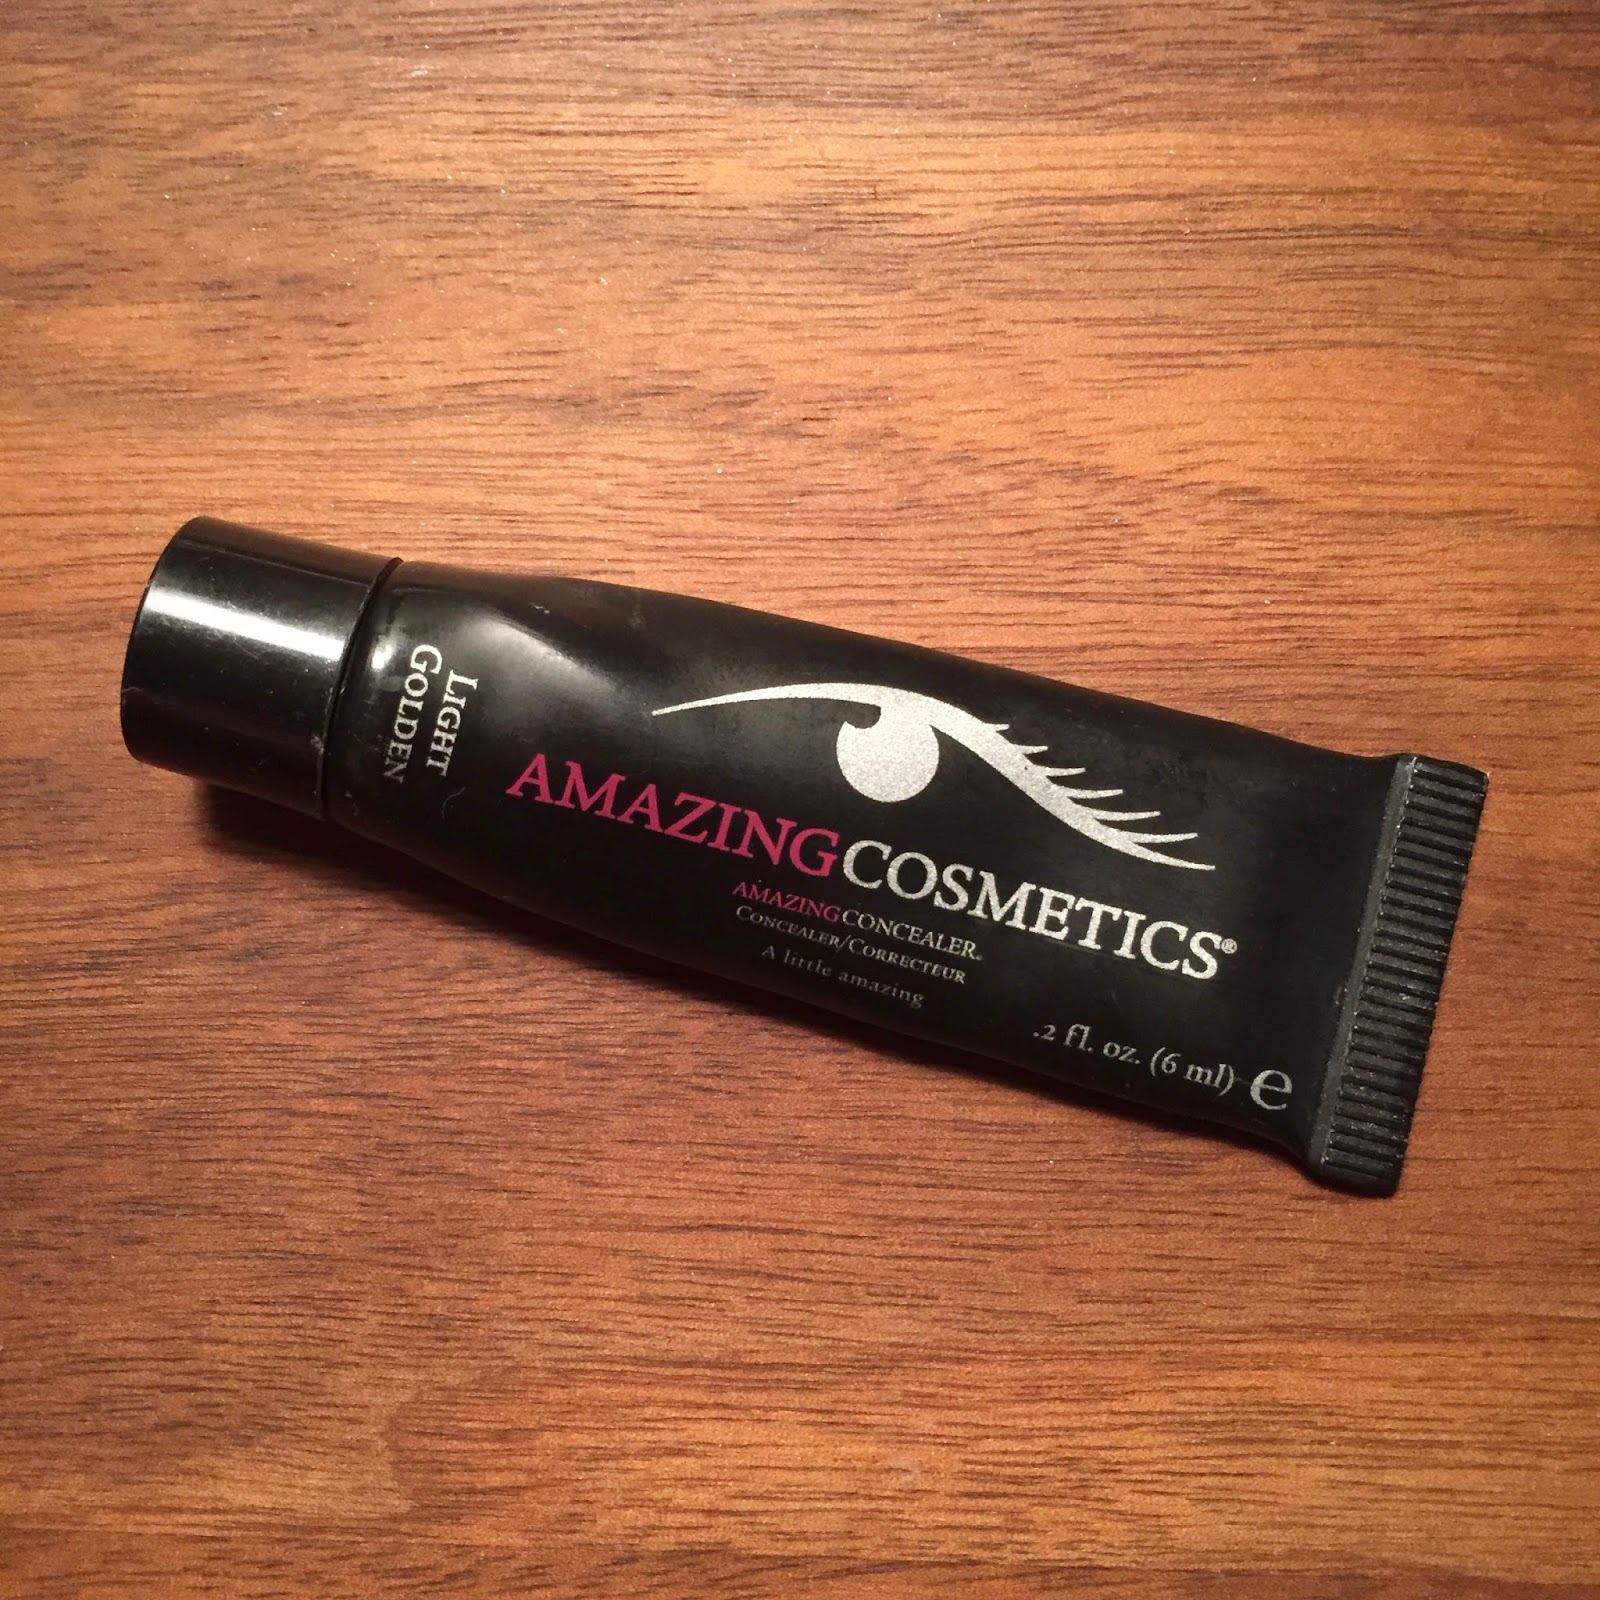 LIGHT
GOLDEN
AMAZINGCOSMETICS®
AMAZINGCONCEALER®
CONCEALER/CORRECTEUR
A little amazing
.2 fl. oz. (6 ml) e